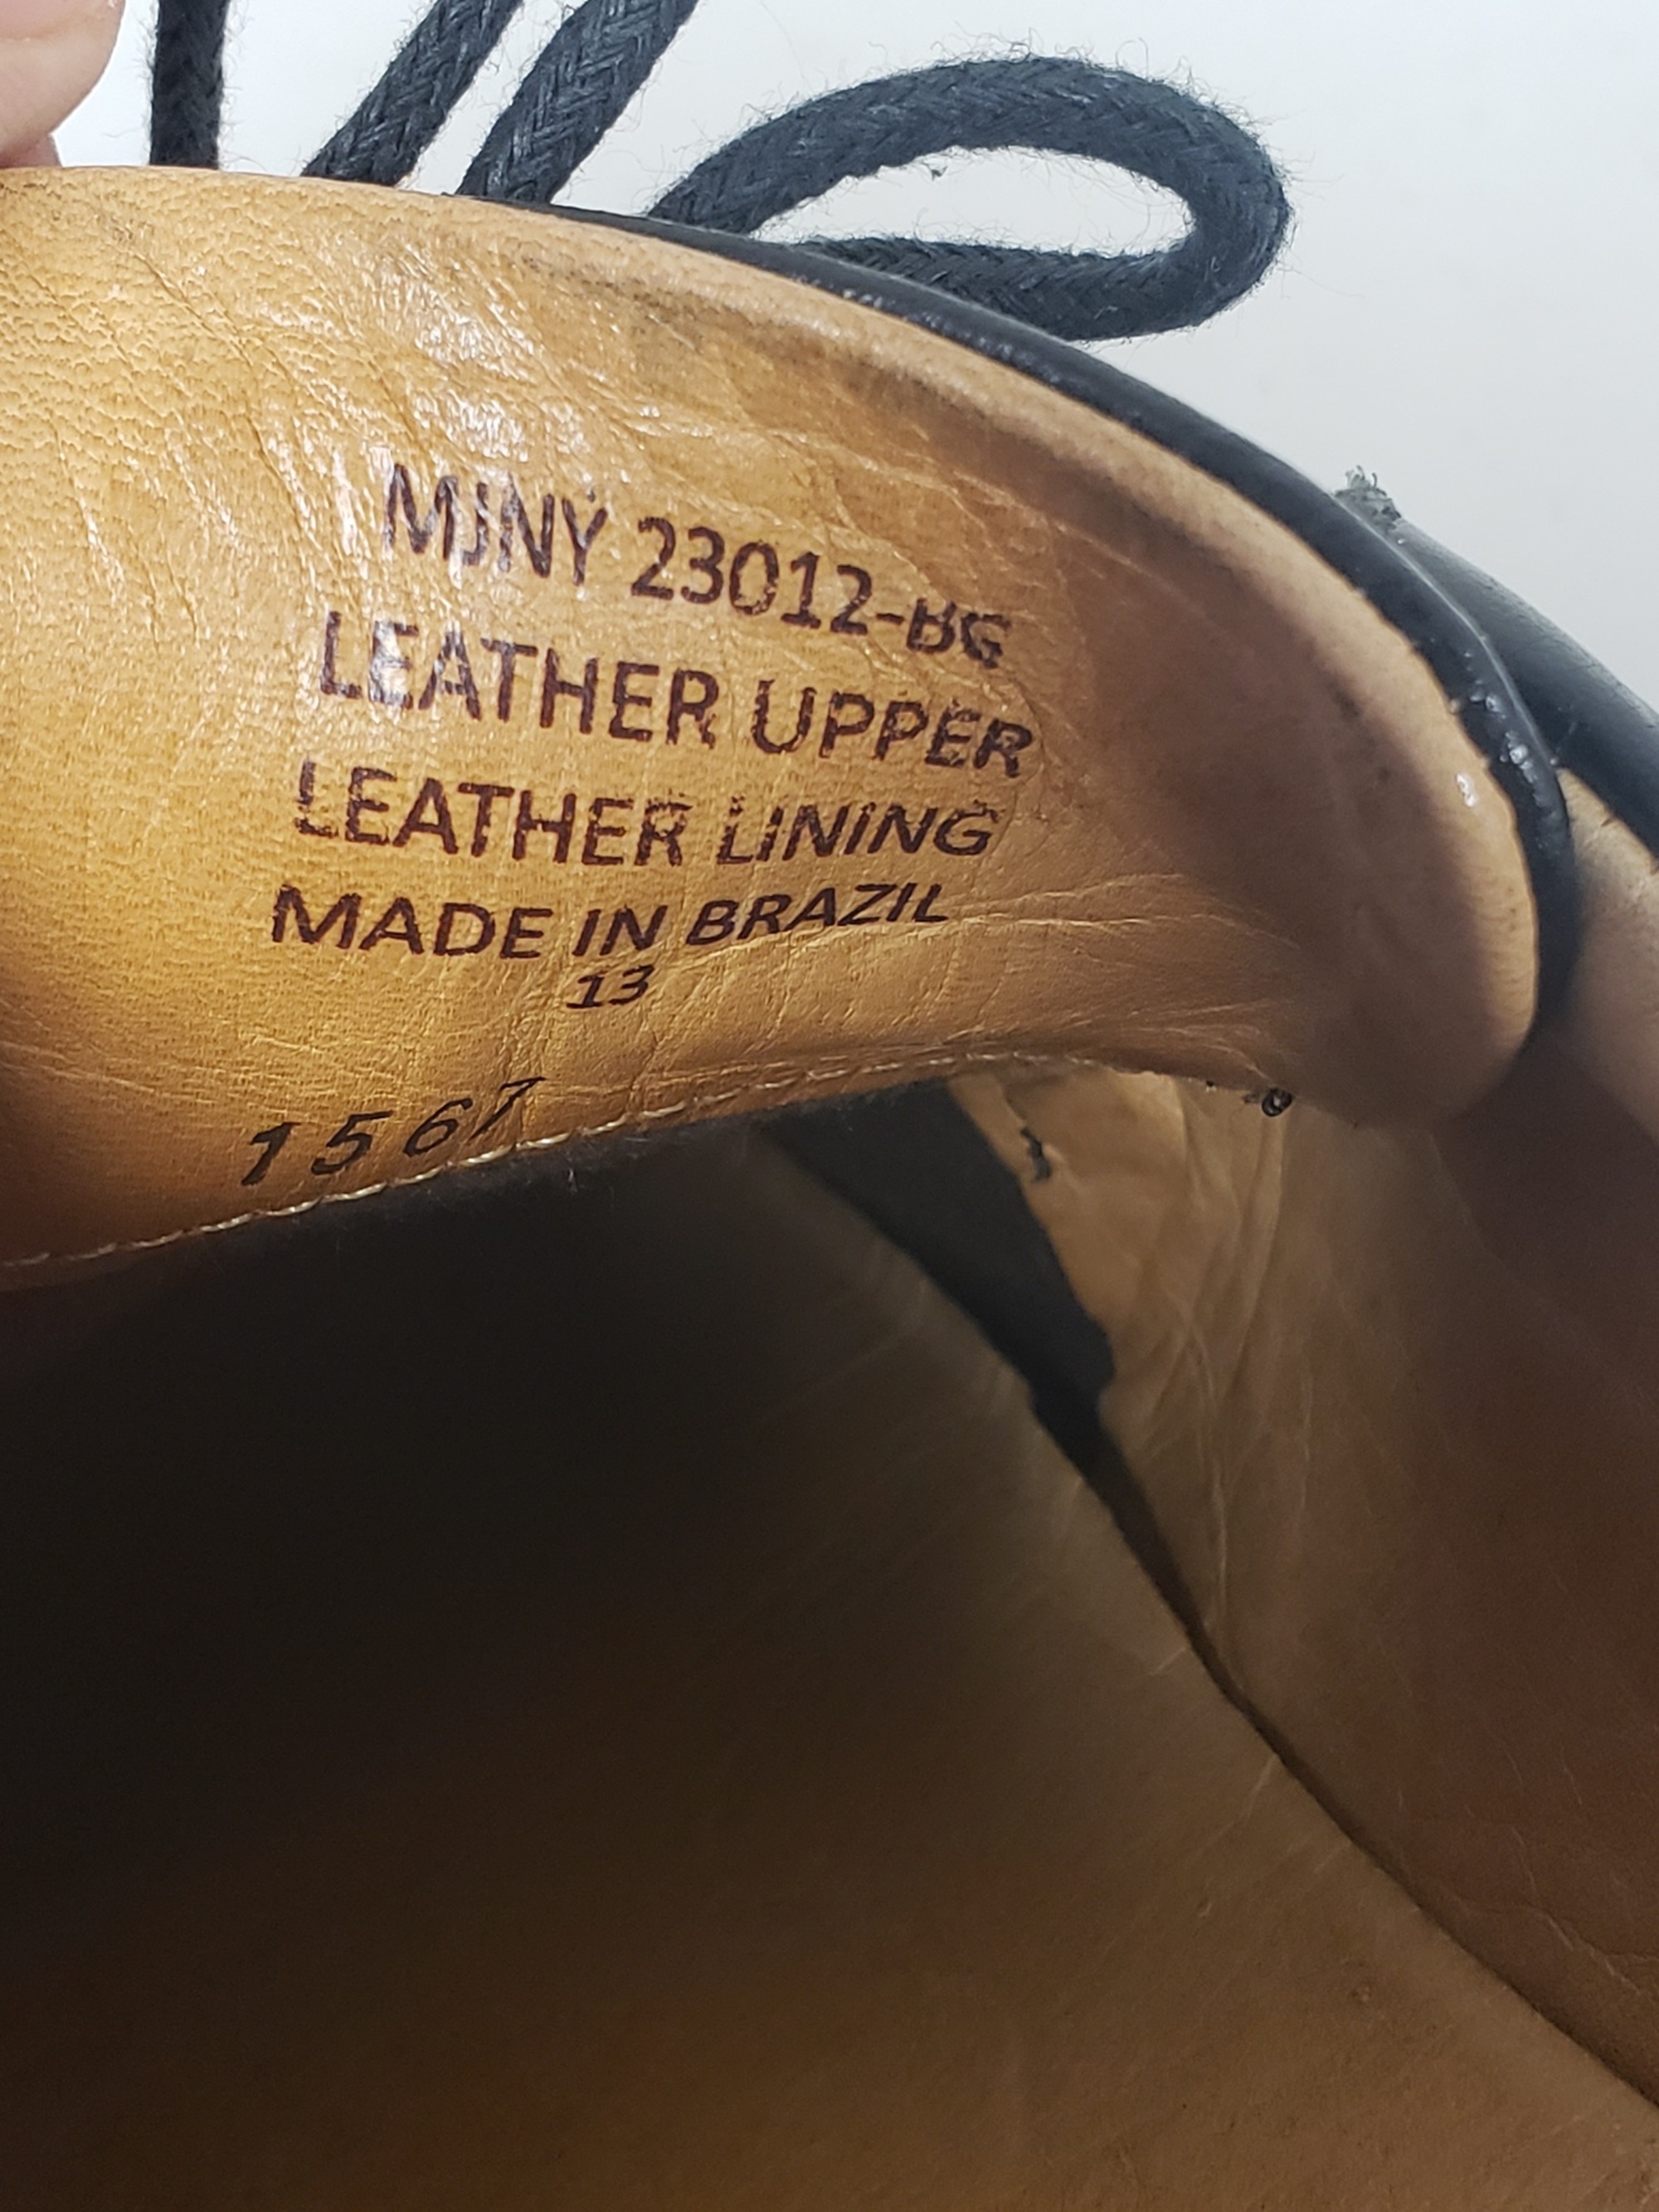 MJNY 23012-BG
LEATHER UPPER
LEATHER LINING
MADE IN BRAZIL
13
1567